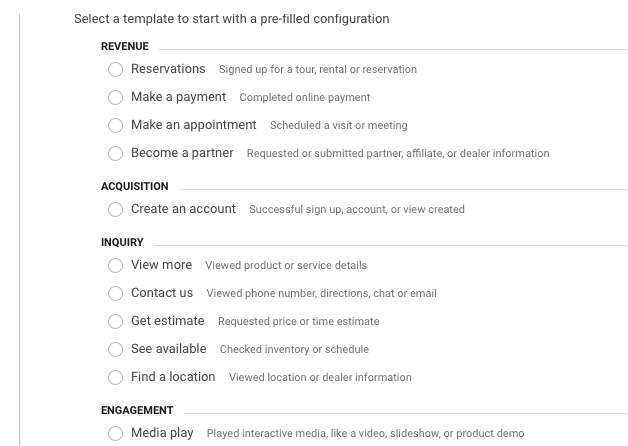 Select a template to start with a pre-filled configuration
REVENUE
Reservations Signed up for a tour, rental or reservation
Make a payment Completed online payment
Make an appointment Scheduled a visit or meeting
Become a partner Requested or submitted partner, affiliate, or dealer information
ACQUISITION
Create an account Successful sign up, account, or view created
INQUIRY
View more Viewed product or service details
Contact us Viewed phone number, directions, chat or email
Get estimate Requested price or time estimate
See available Checked inventory or schedule
Find a location Viewed location or dealer information
ENGAGEMENT
Media play Played interactive media, like a video, slideshow, or product demo